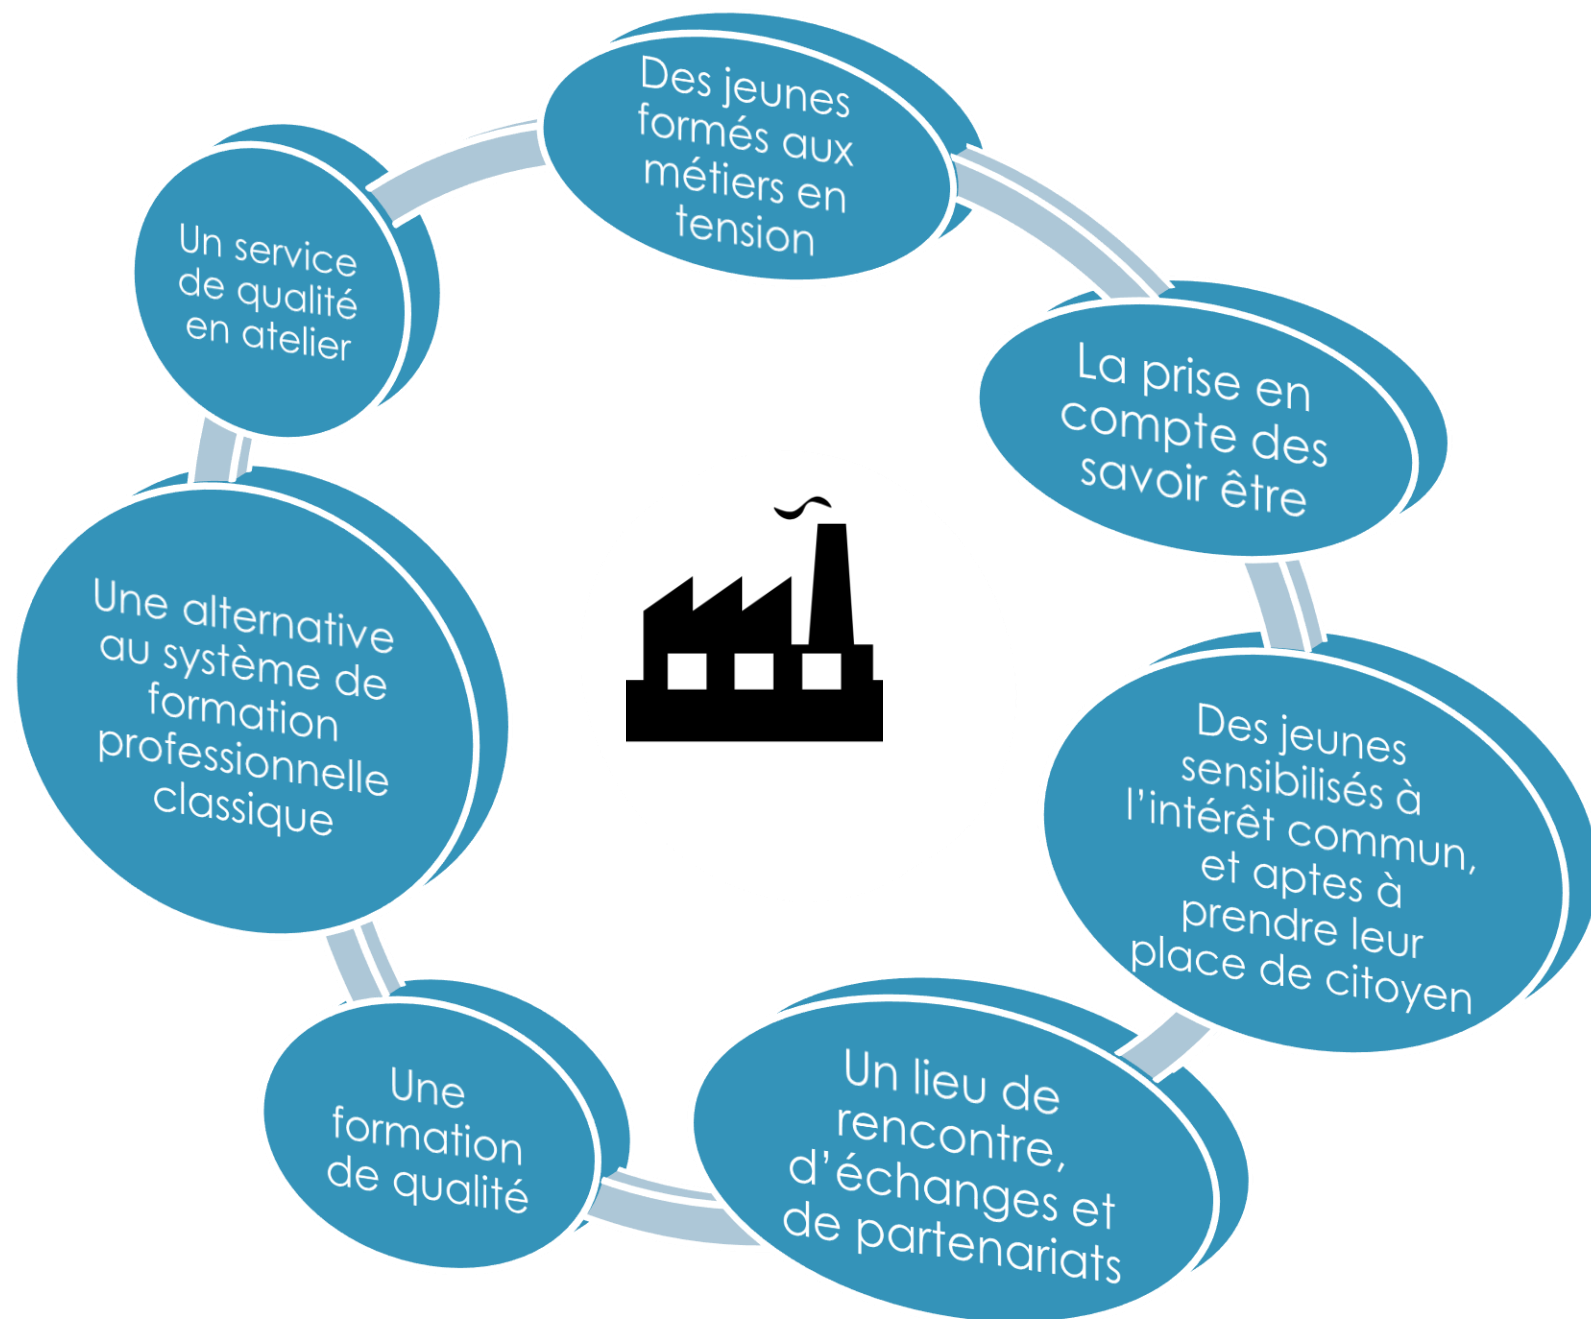 Des jeunes
formés aux
métiers en
tension
La prise en
compte des
savoir être
Des jeunes
sensibilisés à
l’intérêt commun,
et aptes à
prendre leur
place de citoyen
Un lieu de
rencontre,
d’échanges et
de partenariats
Une
formation
de qualité
Une alternative
au système de
formation
professionnelle
classique
Un service
de qualité
en atelier